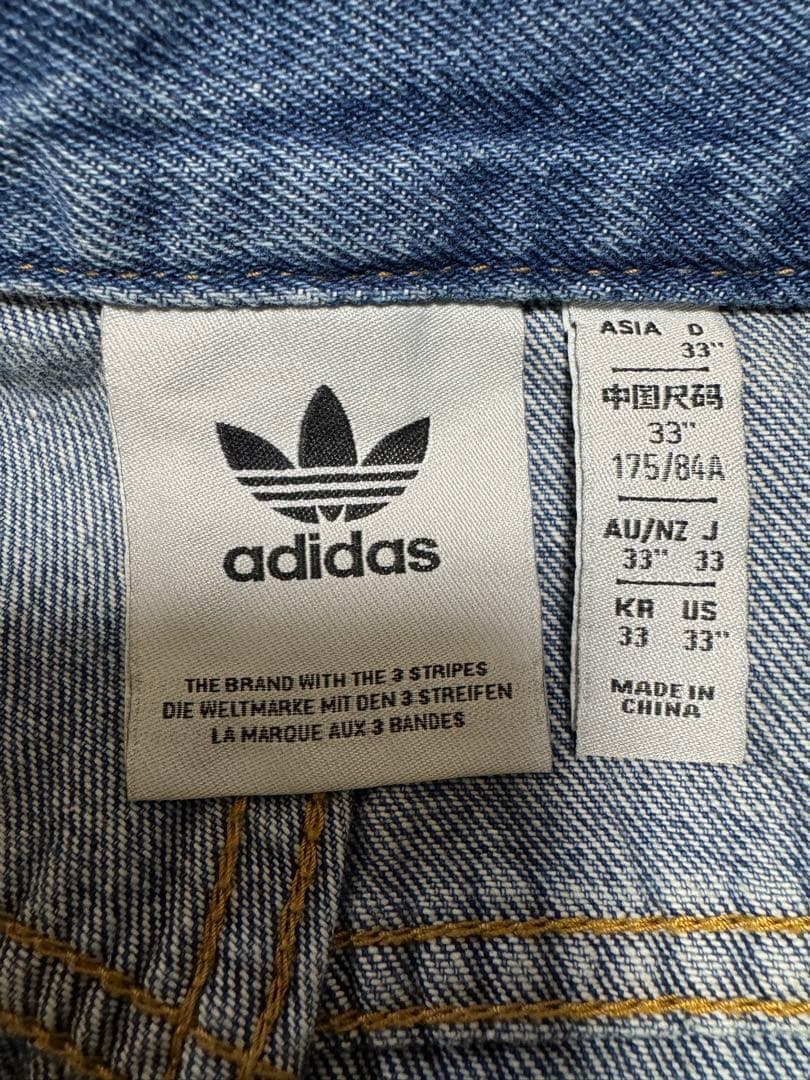 adidas
THE BRAND WITH THE 3 STRIPES
DIE WELTMARKE MIT DEN 3 STREIFEN
LA MARQUE AUX 3 BANDES
ASIA D
33"
中国尺码
33"
175/84A
AU/NZ J
33" 33
KR US
33 33"
MADE IN
CHINA